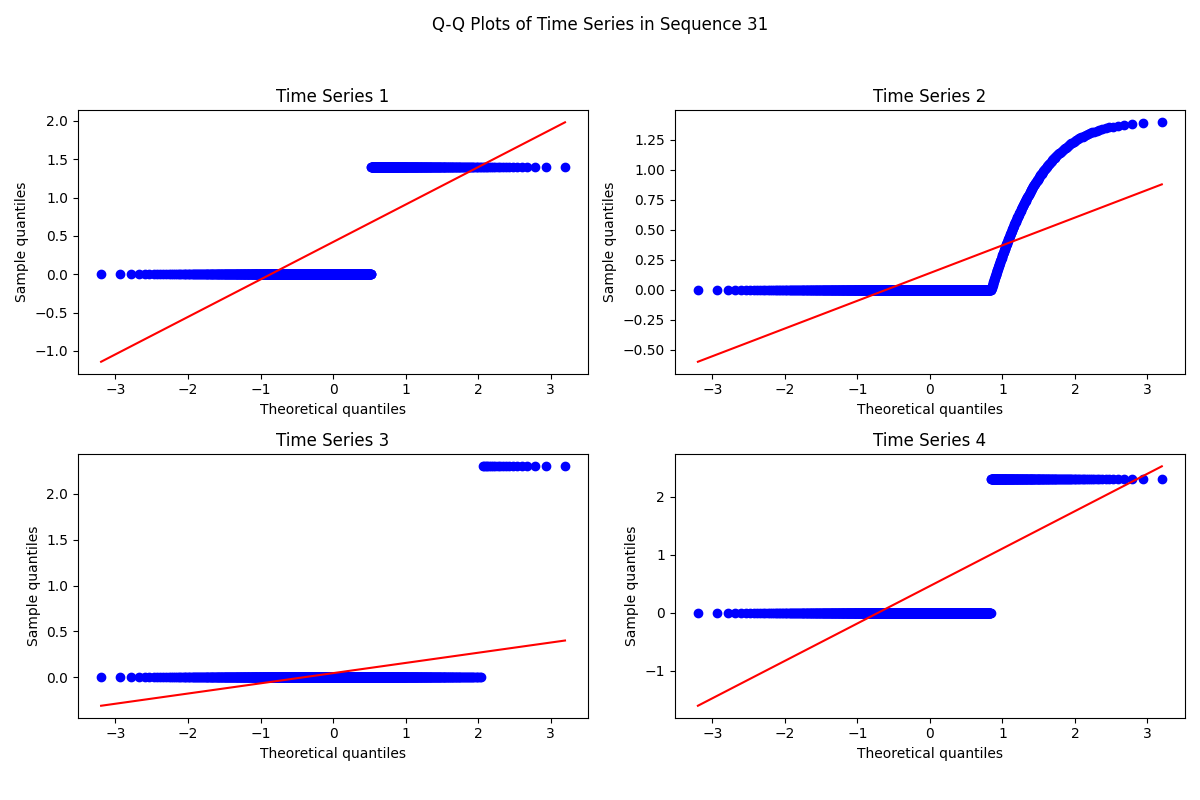 Q-Q Plots of Time Series in Sequence 31
Time Series 1
2.0
1.5
1.0
0.5
0.0
−0.5
−1.0
Sample quantiles
−3 −2 −1 0 1 2 3
Theoretical quantiles
Time Series 2
1.25
1.00
0.75
0.50
0.25
0.00
−0.25
−0.50
Sample quantiles
−3 −2 −1 0 1 2 3
Theoretical quantiles
Time Series 3
2.0
1.5
1.0
0.5
0.0
Sample quantiles
−3 −2 −1 0 1 2 3
Theoretical quantiles
Time Series 4
2
1
0
−1
Sample quantiles
−3 −2 −1 0 1 2 3
Theoretical quantiles